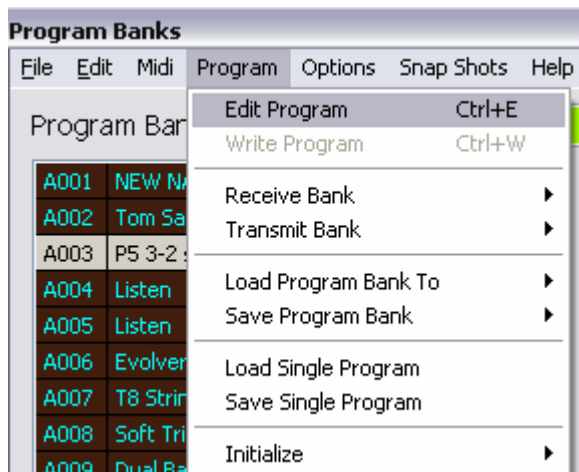 Program Banks
File Edit Midi Program Options Snap Shots Help
Program Ban
Edit Program Ctrl+E
Write Program Ctrl+W
Receive Bank
Transmit Bank
Load Program Bank To
Save Program Bank
Load Single Program
Save Single Program
Initialize
A001 NEW
A002 Tom Sa
A003 P5 3-2
A004 Listen
A005 Listen
A006 Evolver
A007 T8 Strin
A008 Soft Tri
A009 Dual Ba